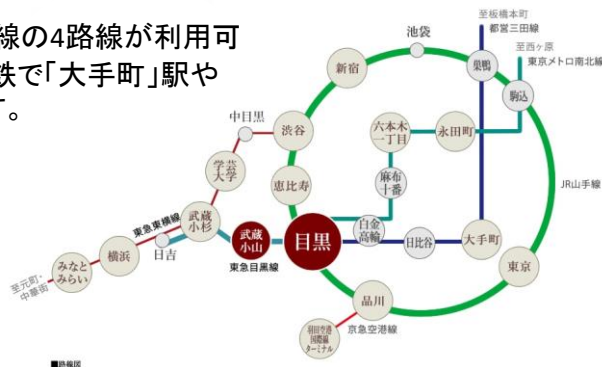 線の4路線が利用可
鉄で「大手町」駅や
す。
至板橋本町
都営三田線
至西ヶ原
東京メトロ南北線
池袋
巣鴨
新宿
駒込
中目黒
渋谷
六本木
一丁目
永田町
学芸
大学
恵比寿
麻布
十番
JR山手線
東急東横線
武蔵
小杉
武蔵
小山
目黒
白金
高輪
日比谷
大手町
日吉
東急目黒線
横浜
みなと
みらい
至元町・
中華街
東京
品川
京急空港線
羽田空港
国際線
ターミナル
■路線図